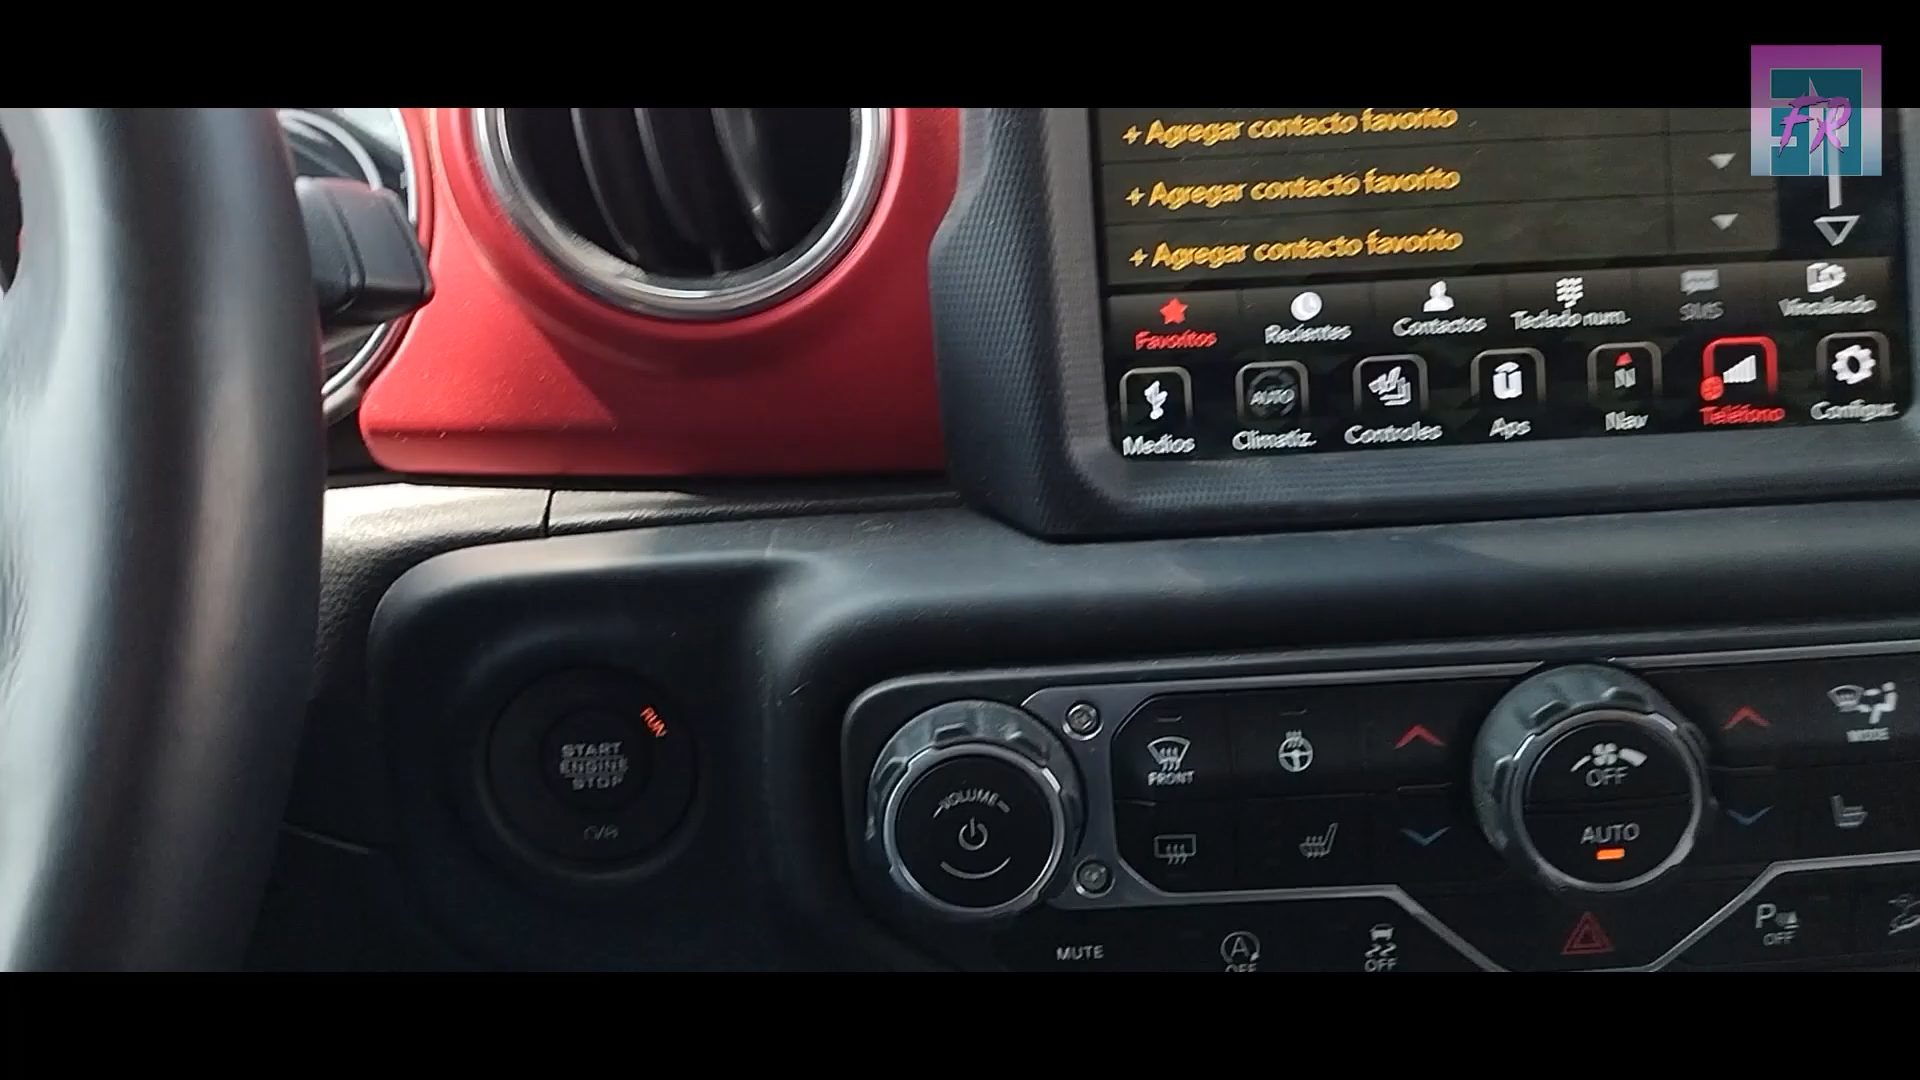 FR
+ Agregar contacto favorito
+ Agregar contacto favorito
+ Agregar contacto favorito
Favoritos
Recientes
Contactos
Teclado num.
SMS
Vinculando
AUTO
Medios
Climatiz.
Controles
Aps
Nav
Teléfono
Configur.
RUN
START
ENGINE
STOP
VOLUME
FRONT
OFF
AUTO
MODE
MUTE
A
OFF
OFF
P
OFF